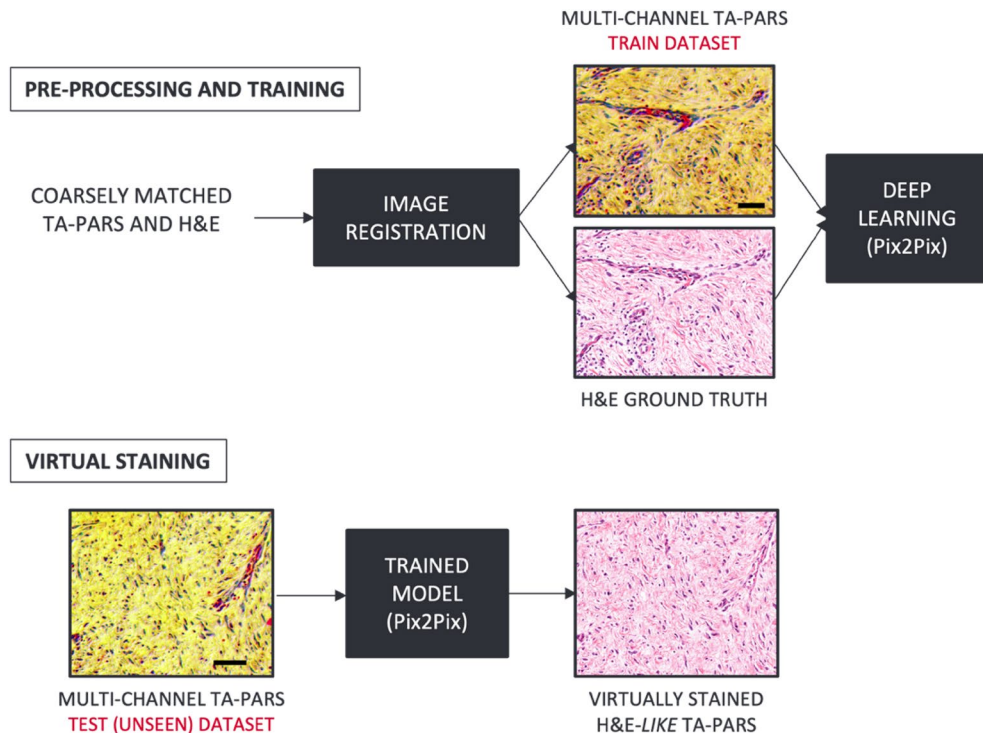 MULTI-CHANNEL TA-PARS
TRAIN DATASET
PRE-PROCESSING AND TRAINING
COARSELY MATCHED
TA-PARS AND H&E
IMAGE
REGISTRATION
DEEP
LEARNING
(Pix2Pix)
H&E GROUND TRUTH
VIRTUAL STAINING
TRAINED
MODEL
(Pix2Pix)
MULTI-CHANNEL TA-PARS
TEST (UNSEEN) DATASET
VIRTUALLY STAINED
H&E-LIKE TA-PARS